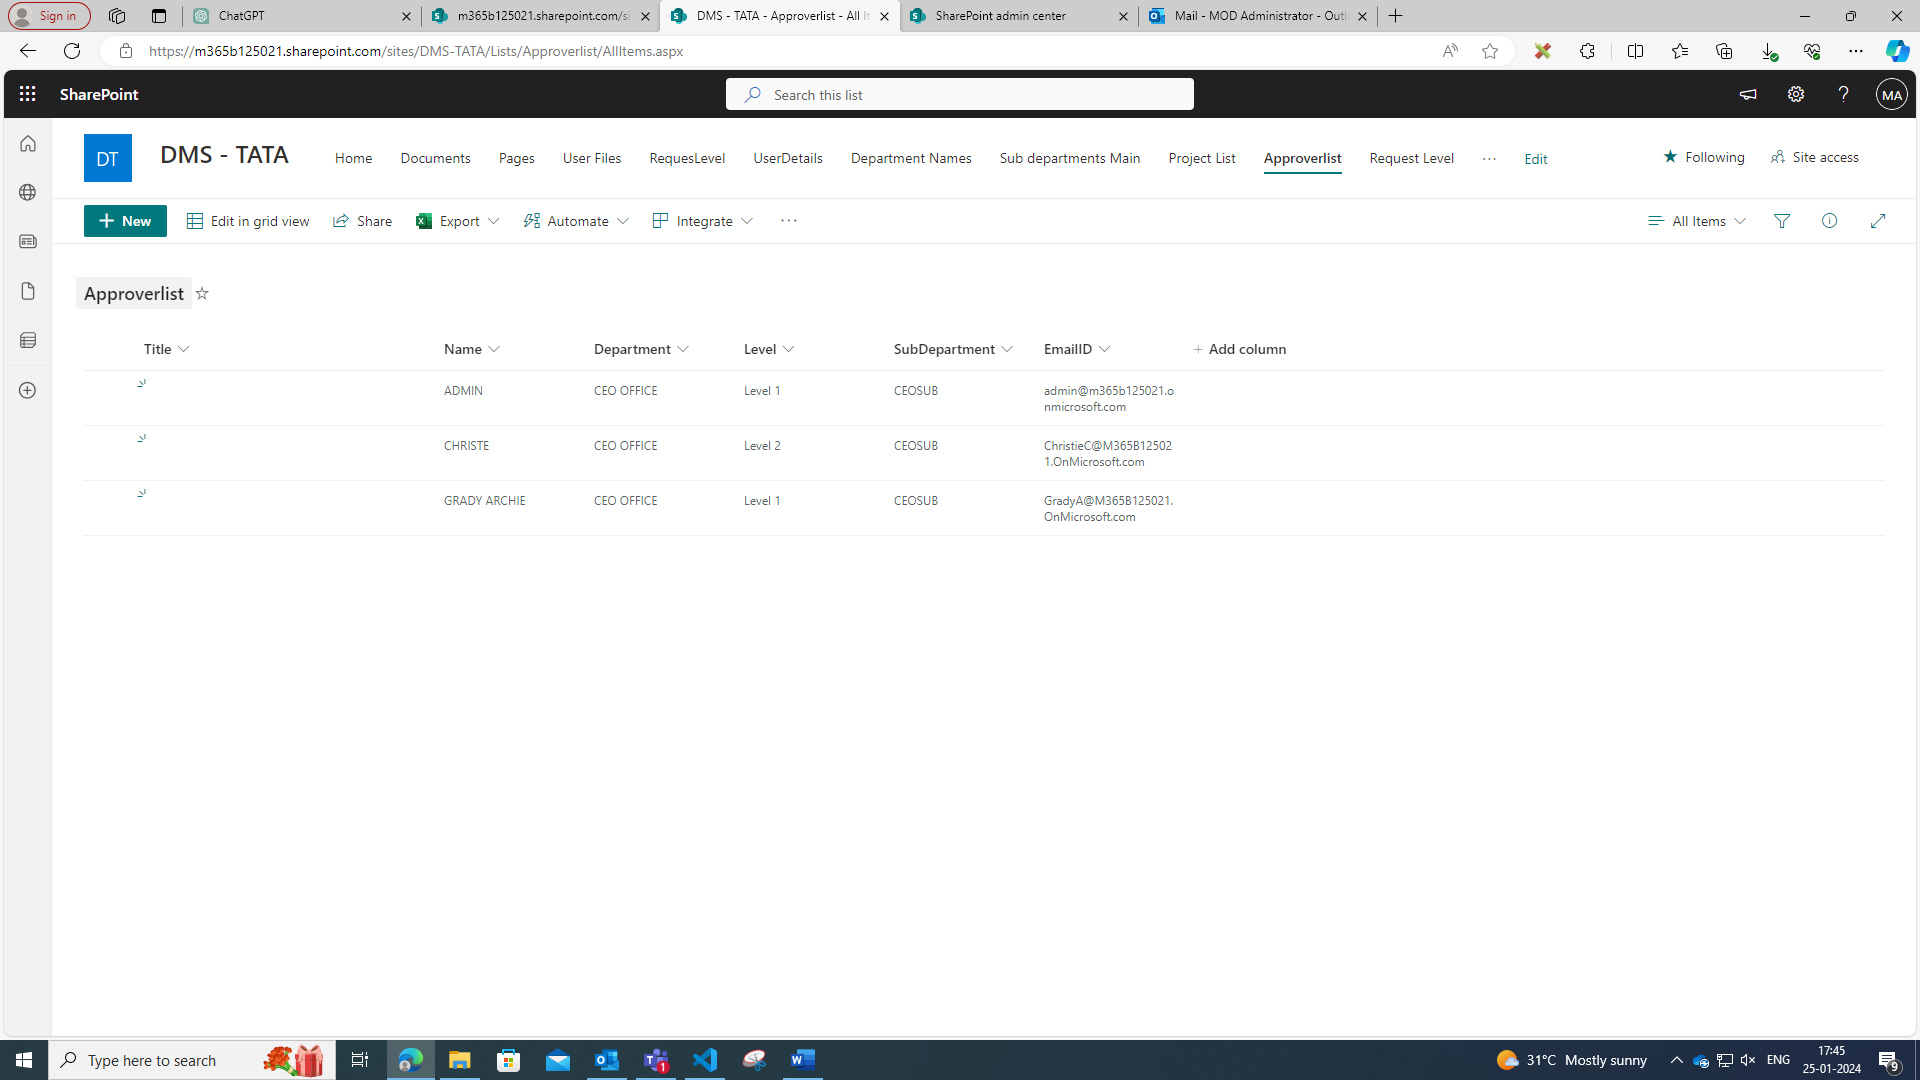 Sign in
ChatGPT
m365b125021.sharepoint.com/si
DMS - TATA - Approverlist - All It
SharePoint admin center
Mail - MOD Administrator - Outl
https://m365b125021.sharepoint.com/sites/DMS-TATA/Lists/Approverlist/AllItems.aspx
SharePoint
Search this list
MA
DT
DMS - TATA
Home
Documents
Pages
User Files
RequesLevel
UserDetails
Department Names
Sub departments Main
Project List
Approverlist
Request Level
Edit
Following
Site access
New
Edit in grid view
Share
Export
Automate
Integrate
All Items
Approverlist
Title
Name
Department
Level
SubDepartment
EmailID
Add column
ADMIN
CEO OFFICE
Level 1
CEOSUB
admin@m365b125021.o
nmicrosoft.com
CHRISTE
CEO OFFICE
Level 2
CEOSUB
ChristieC@M365B12502
1.OnMicrosoft.com
GRADY ARCHIE
CEO OFFICE
Level 1
CEOSUB
GradyA@M365B125021.
OnMicrosoft.com
Type here to search
1
31°C Mostly sunny
ENG
17:45
25-01-2024
9